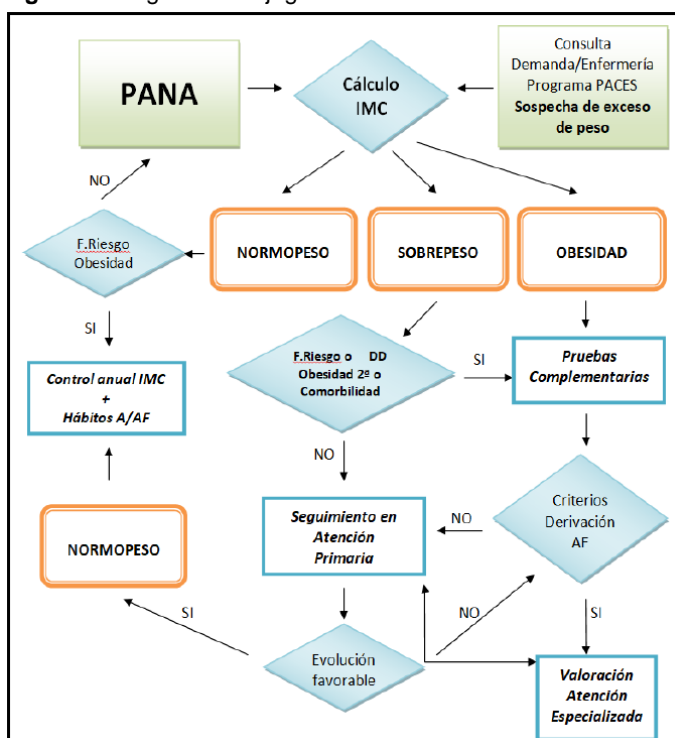 PANA
Cálculo
IMC
Consulta
Demanda/Enfermería
Programa PACES
Sospecha de exceso
de peso
NO
F.Riesgo
Obesidad
NORMOPESO
SOBREPESO
OBESIDAD
SI
F.Riesgo o DD
Obesidad 2ª o
Comorbilidad
SI
Pruebas
Complementarias
Control anual IMC
+
Hábitos A/AF
NO
Criterios
Derivación
AF
NORMOPESO
Seguimiento en
Atención
Primaria
NO
SI
NO
SI
Evolución
favorable
Valoración
Atención
Especializada